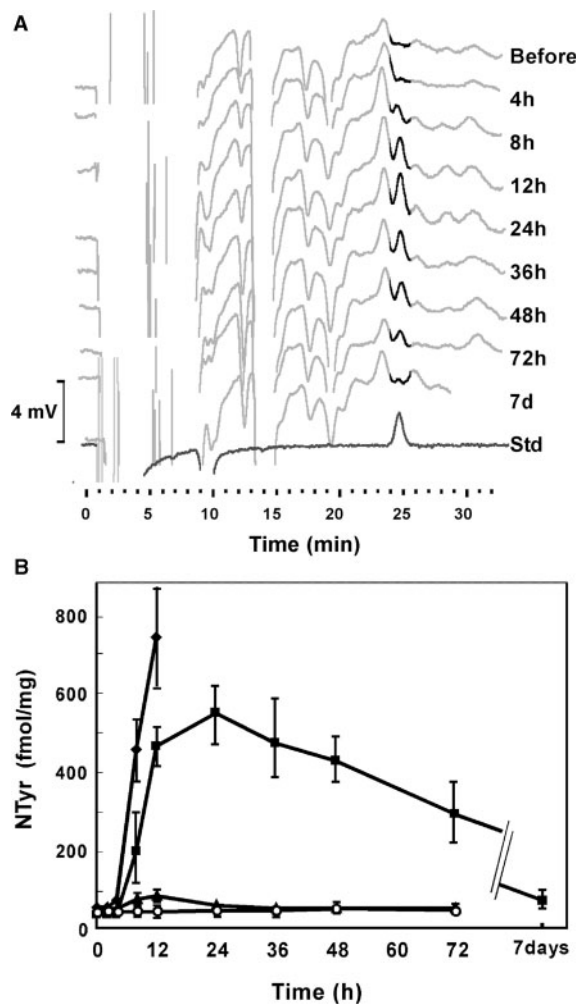 A
Before
4h
8h
12h
24h
36h
48h
72h
7d
4 mV
Std
0 5 10 15 20 25 30
Time (min)
B
800
600
400
200
0
NTyr (fmol/mg)
0 12 24 36 48 60 72 7days
Time (h)